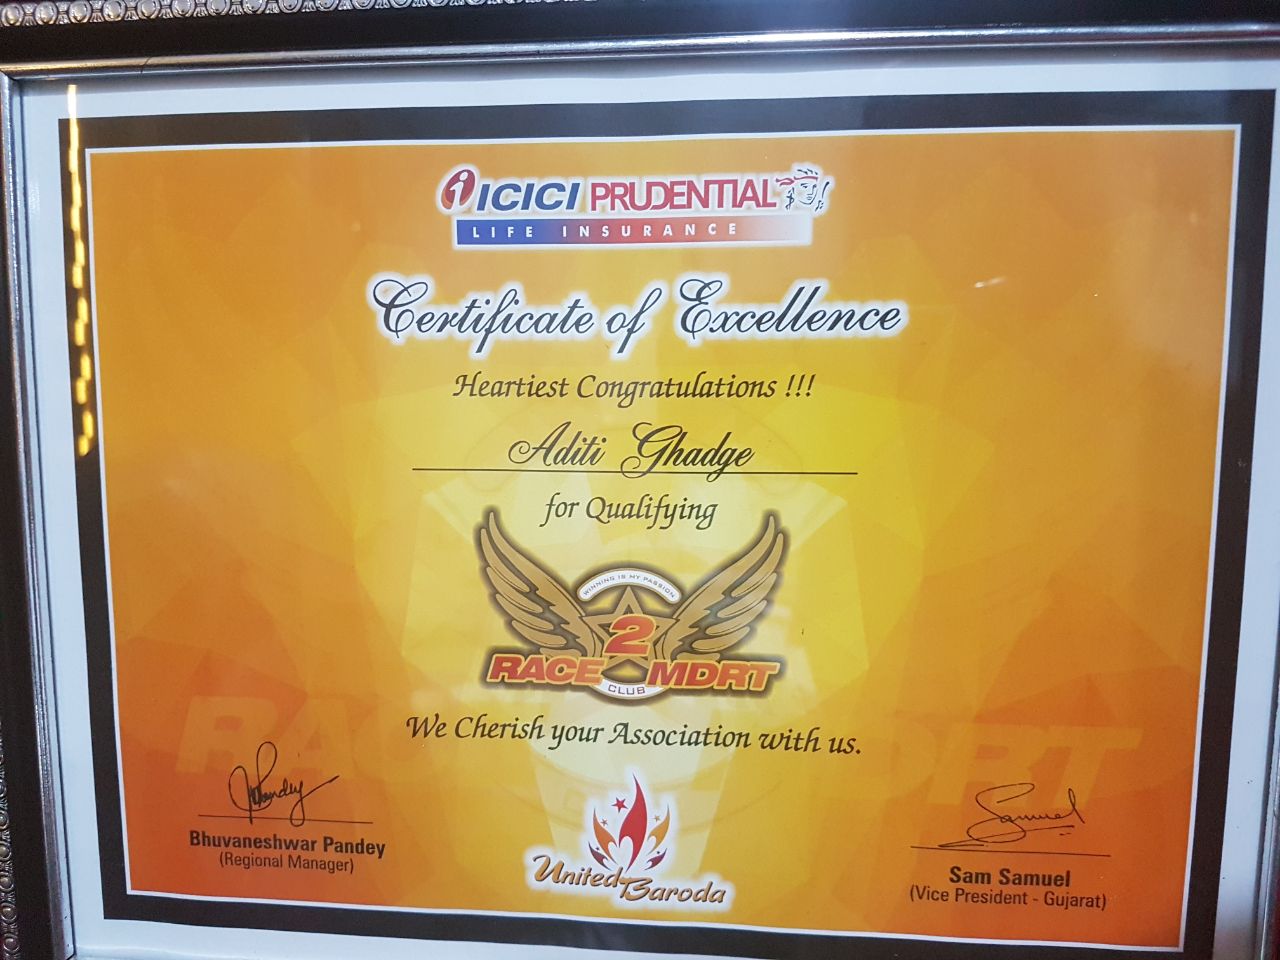 i ICICI PRUDENTIAL
LIFE INSURANCE
Certificate of Excellence
Heartiest Congratulations !!!
Aditi Ghadge
for Qualifying
WINNING IS MY PASSION
RACE 2 MDRT
CLUB
We Cherish your Association with us.
Bhuvaneshwar Pandey
(Regional Manager)
United Baroda
Sam Samuel
(Vice President - Gujarat)